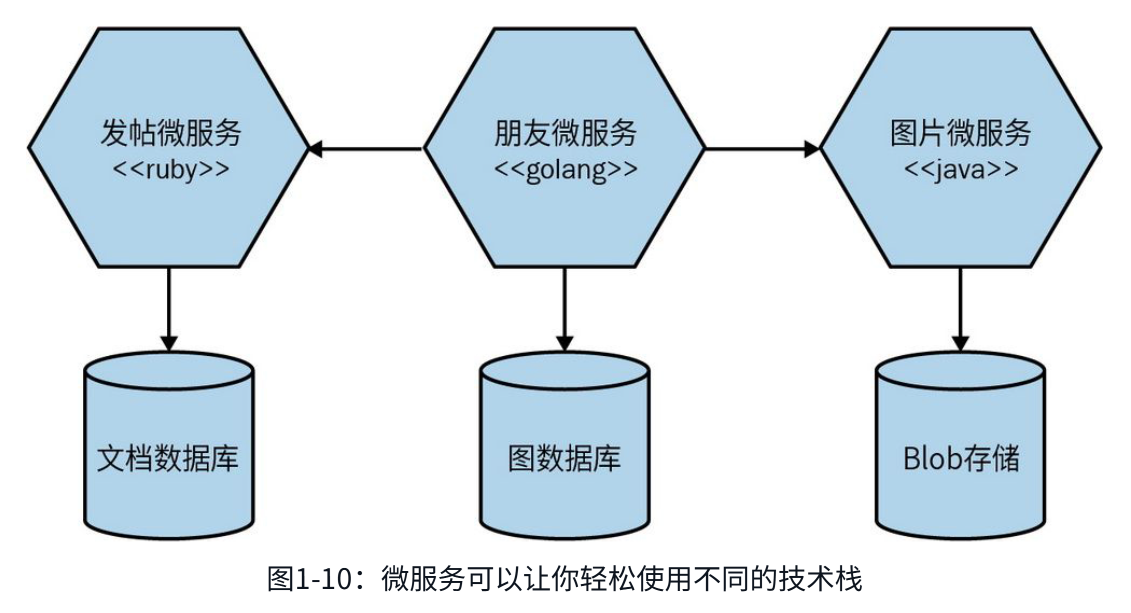 发帖微服务
<<ruby>>
朋友微服务
<<golang>>
图片微服务
<<java>>
文档数据库
图数据库
Blob存储
图1-10：微服务可以让你轻松使用不同的技术栈